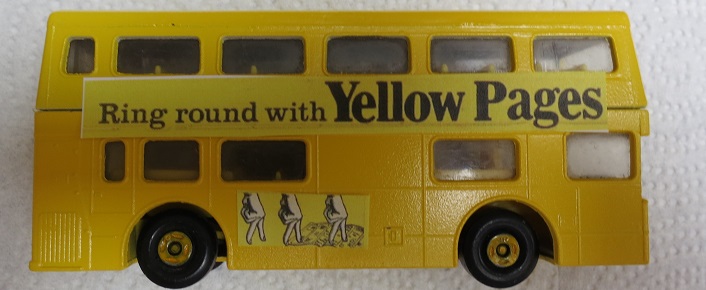 Ring round with Yellow Pages